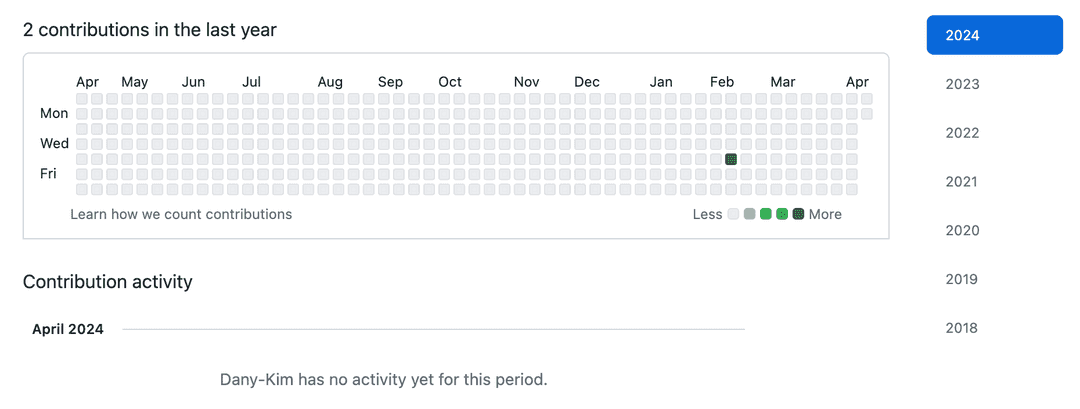 2 contributions in the last year
2024
Apr May Jun Jul Aug Sep Oct Nov Dec Jan Feb Mar Apr
2023
Mon
2022
Wed
Fri
2021
Learn how we count contributions Less More
2020
Contribution activity
2019
April 2024
2018
Dany-Kim has no activity yet for this period.